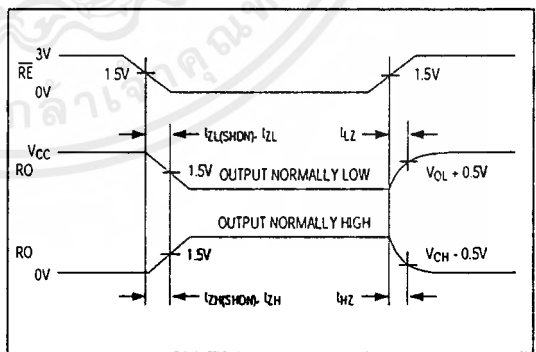 3V
RE
1.5V
1.5V
0V
tZL(SHDN), tZL
tLZ
VCC
RO
1.5V
OUTPUT NORMALLY LOW
VOL + 0.5V
OUTPUT NORMALLY HIGH
RO
1.5V
VCH - 0.5V
0V
tZH(SHDN), tZH
tHZ